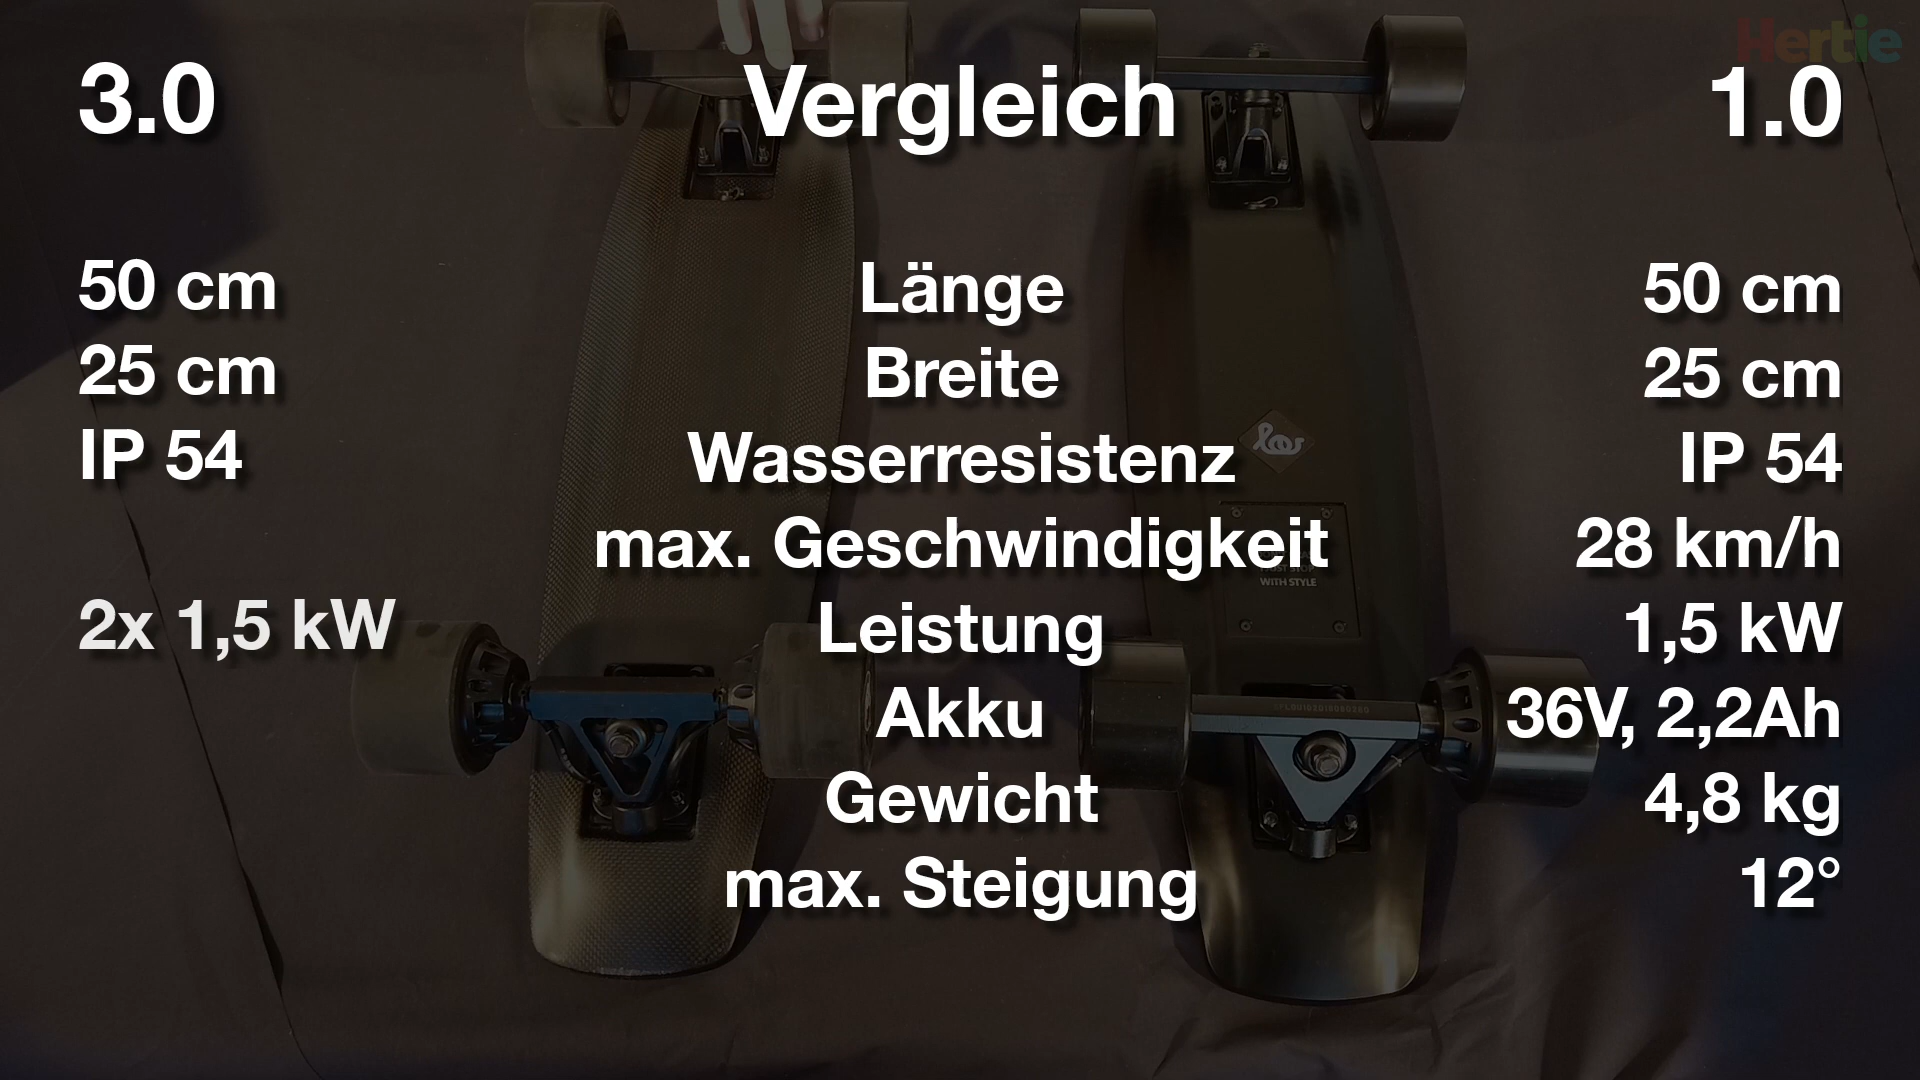 Hertie
3.0 Vergleich 1.0
50 cm Länge 50 cm
25 cm Breite 25 cm
IP 54 Wasserresistenz IP 54
max. Geschwindigkeit 28 km/h
2x 1,5 kW Leistung 1,5 kW
Akku 36V, 2,2Ah
Gewicht 4,8 kg
max. Steigung 12°
loos
WITH STYLE